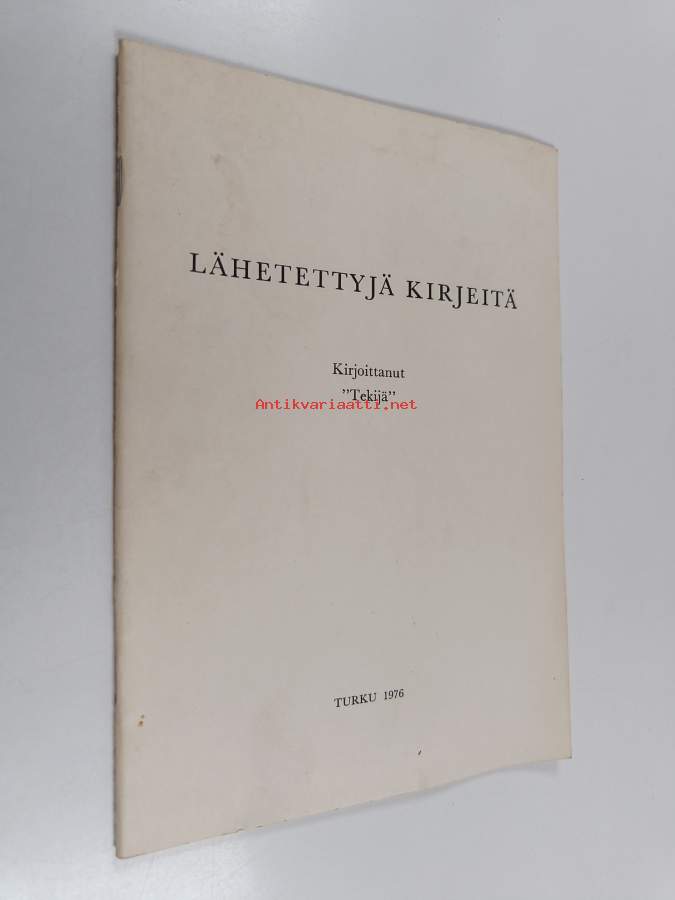 LÄHETETTYJÄ KIRJEITÄ
Kirjoittanut
”Tekijä”
Antikvariaatti.net
TURKU 1976